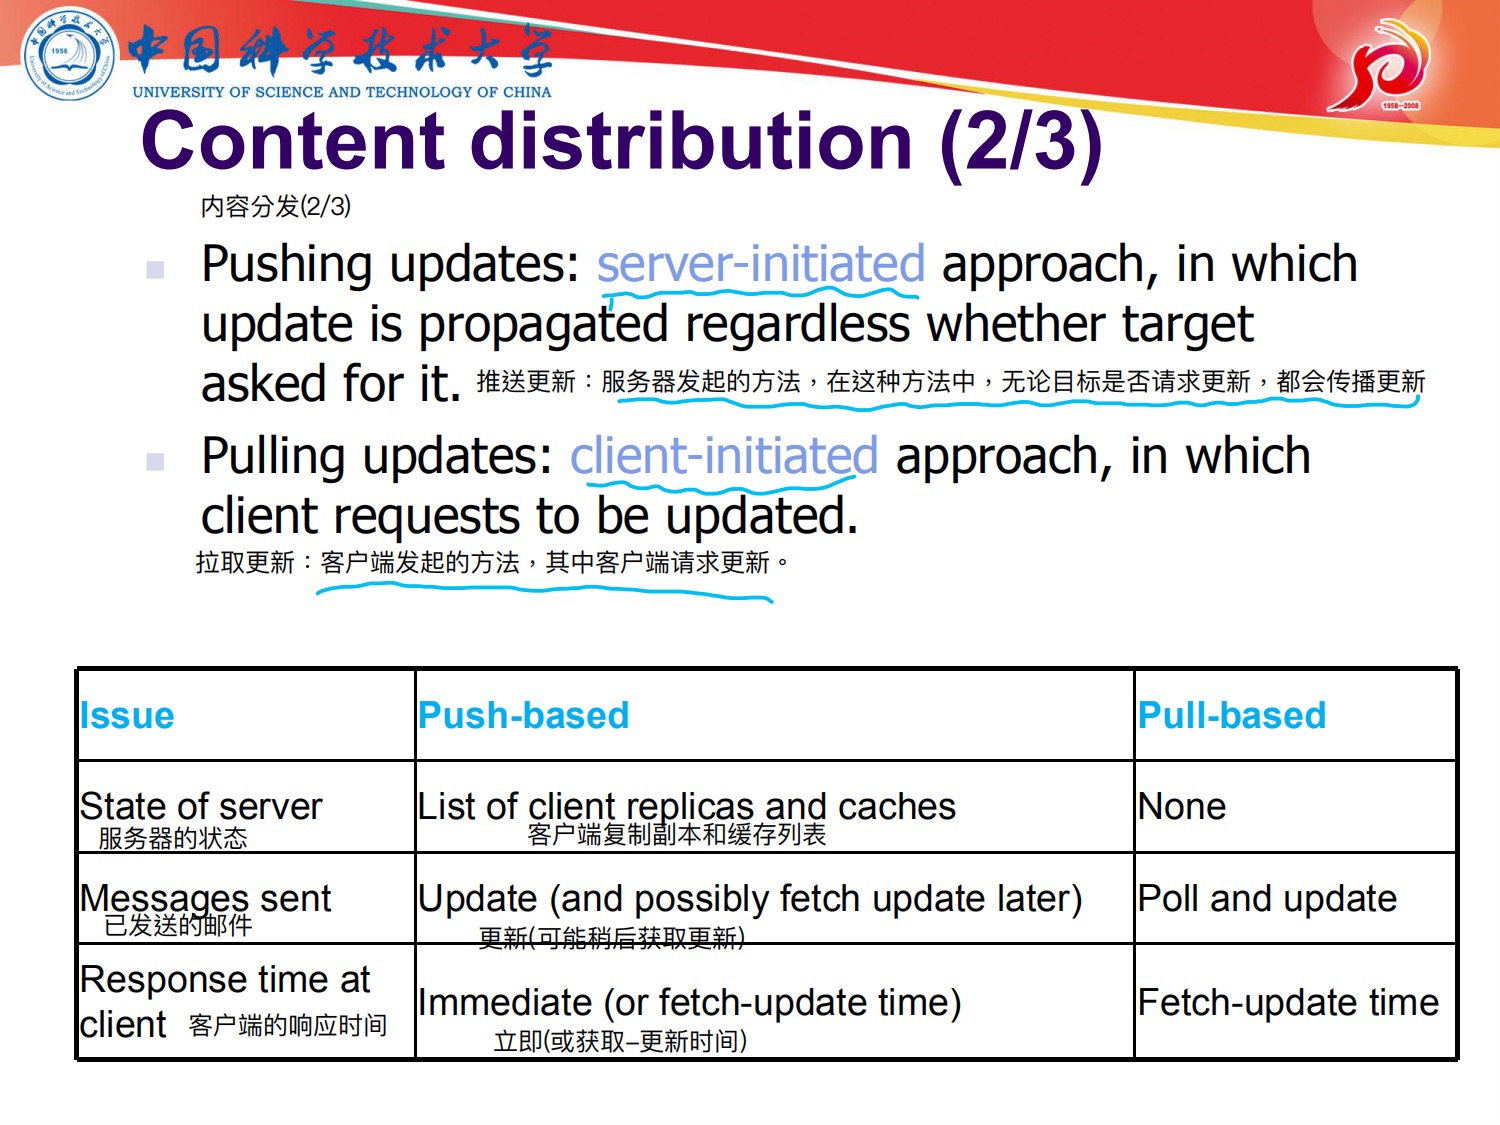 中国科学技术大学
UNIVERSITY OF SCIENCE AND TECHNOLOGY OF CHINA
1958
1958-2008
Content distribution (2/3)
内容分发(2/3)
Pushing updates: server-initiated approach, in which
update is propagated regardless whether target
asked for it.
推送更新：服务器发起的方法，在这种方法中，无论目标是否请求更新，都会传播更新
Pulling updates: client-initiated approach, in which
client requests to be updated.
拉取更新：客户端发起的方法，其中客户端请求更新。
Issue
Push-based
Pull-based
State of server
服务器的状态
List of client replicas and caches
客户端复制副本和缓存列表
None
Messages sent
已发送的邮件
Update (and possibly fetch update later)
更新(可能稍后获取更新)
Poll and update
Response time at
client
客户端的响应时间
Immediate (or fetch-update time)
立即(或获取–更新时间)
Fetch-update time